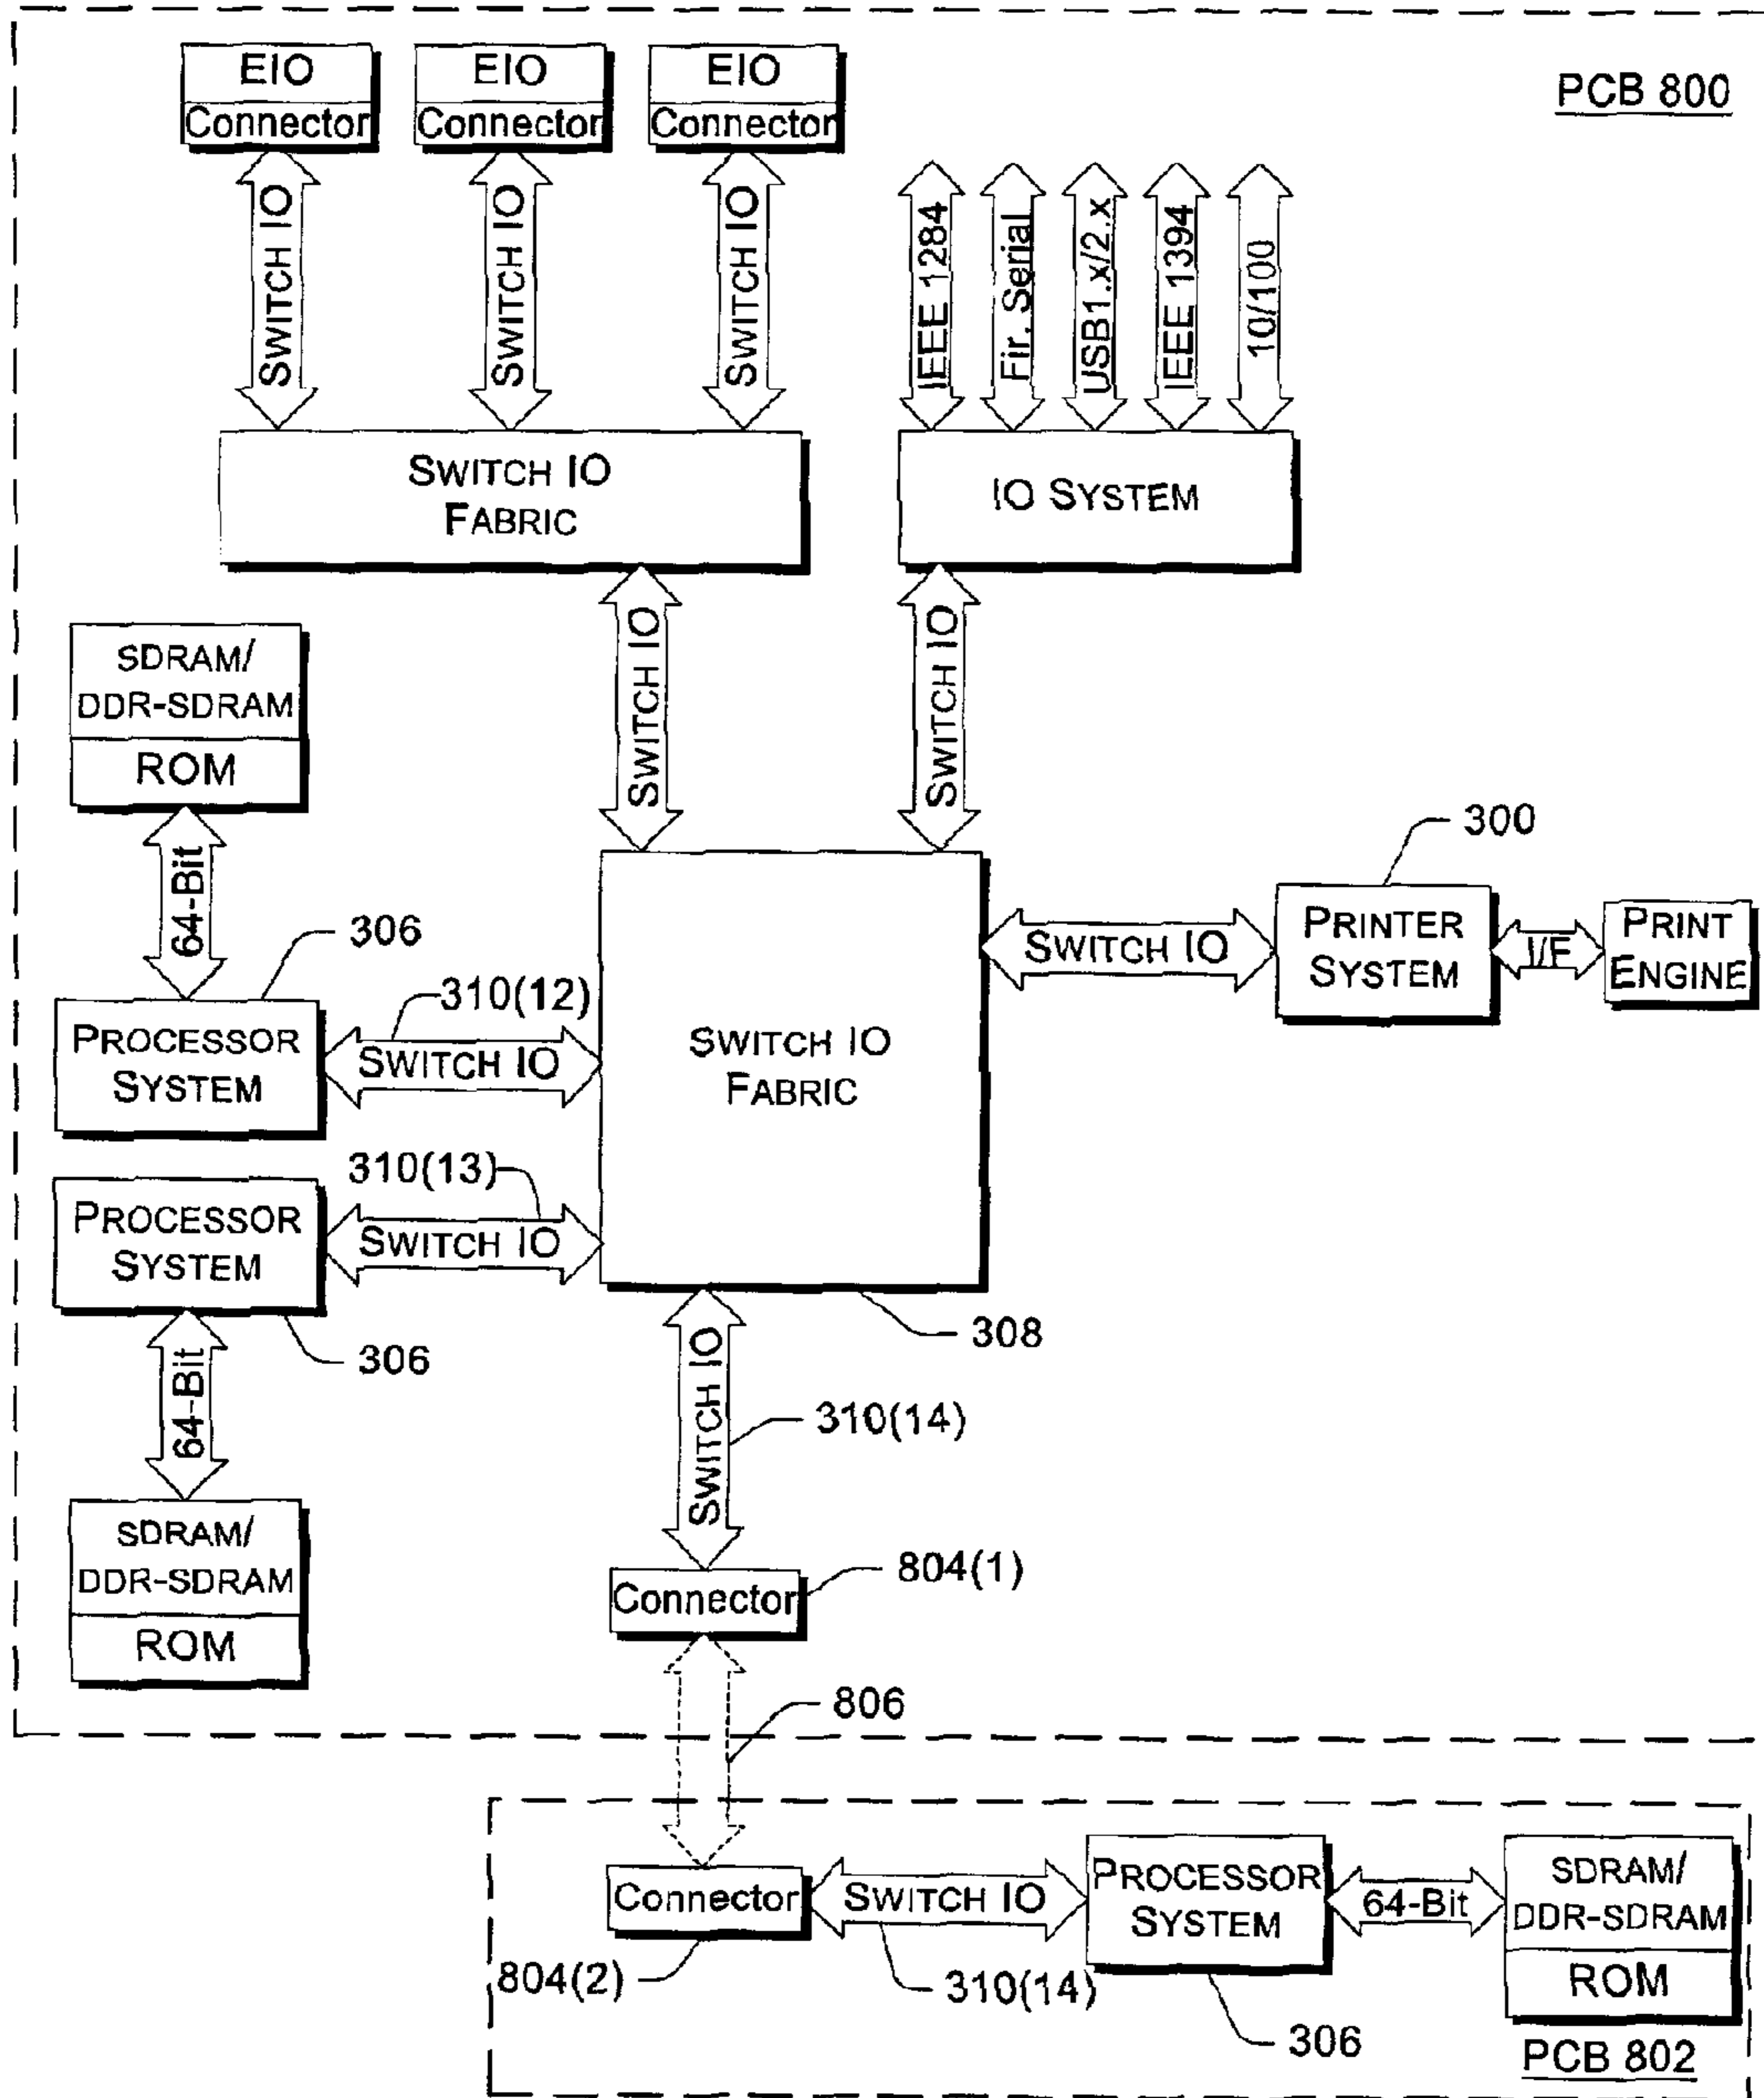 PCB 800
EIO
Connector
EIO
Connector
EIO
Connector
SWITCH IO
SWITCH IO
SWITCH IO
IEEE 1284
Fir. Serial
USB1.x/2.x
IEEE 1394
10/100
SWITCH IO
FABRIC
IO SYSTEM
SWITCH IO
SWITCH IO
SDRAM/
DDR-SDRAM
ROM
64-Bit
306
PROCESSOR
SYSTEM
310(12)
SWITCH IO
SWITCH IO
FABRIC
SWITCH IO
300
PRINTER
SYSTEM
I/F
PRINT
ENGINE
310(13)
PROCESSOR
SYSTEM
SWITCH IO
308
306
64-Bit
SWITCH IO
310(14)
SDRAM/
DDR-SDRAM
ROM
804(1)
Connector
806
Connector
SWITCH IO
PROCESSOR
SYSTEM
64-Bit
SDRAM/
DDR-SDRAM
ROM
804(2)
310(14)
306
PCB 802